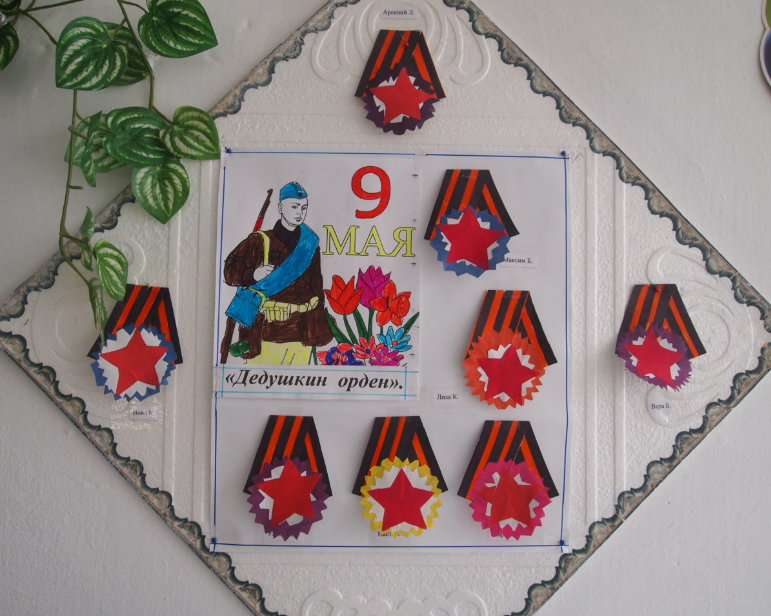 Арсений Л.
9
МАЯ
Максим Б.
«Дедушкин орден».
Лиза К.
Вера Б.